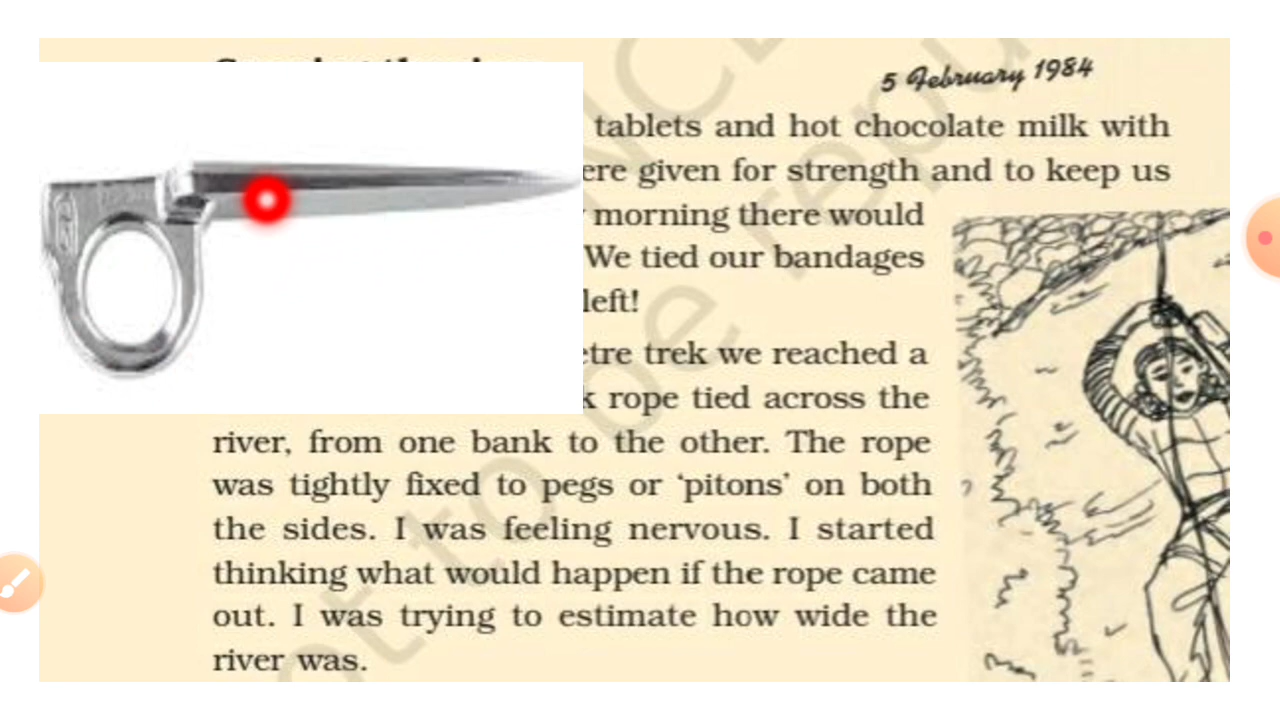 5 February 1984
tablets and hot chocolate milk with
ere given for strength and to keep us
morning there would
We tied our bandages
left!
etre trek we reached a
k rope tied across the
river, from one bank to the other. The rope
was tightly fixed to pegs or ‘pitons’ on both
the sides. I was feeling nervous. I started
thinking what would happen if the rope came
out. I was trying to estimate how wide the
river was.